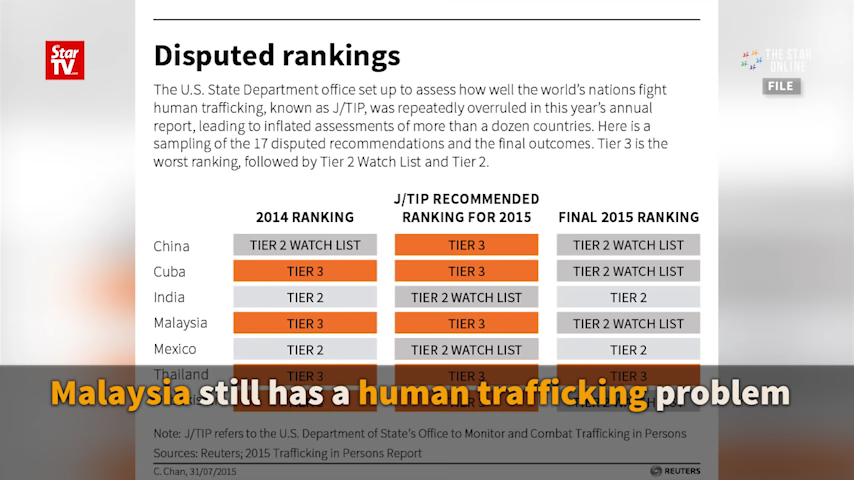 Star
TV
THE STAR
ONLINE
FILE
Disputed rankings
The U.S. State Department office set up to assess how well the world's nations fight
human trafficking, known as J/TIP, was repeatedly overruled in this year's annual
report, leading to inflated assessments of more than a dozen countries. Here is a
sampling of the 17 disputed recommendations and the final outcomes. Tier 3 is the
worst ranking, followed by Tier 2 Watch List and Tier 2.
J/TIP RECOMMENDED
2014 RANKING RANKING FOR 2015 FINAL 2015 RANKING
China TIER 2 WATCH LIST TIER 3 TIER 2 WATCH LIST
Cuba TIER 3 TIER 3 TIER 2 WATCH LIST
India TIER 2 TIER 2 WATCH LIST TIER 2
Malaysia TIER 3 TIER 3 TIER 2 WATCH LIST
Mexico TIER 2 TIER 2 WATCH LIST TIER 2
Thailand TIER 3 TIER 3 TIER 3
Malaysia still has a human trafficking problem
Note: J/TIP refers to the U.S. Department of State's Office to Monitor and Combat Trafficking in Persons
Sources: Reuters; 2015 Trafficking in Persons Report
C. Chan, 31/07/2015 REUTERS